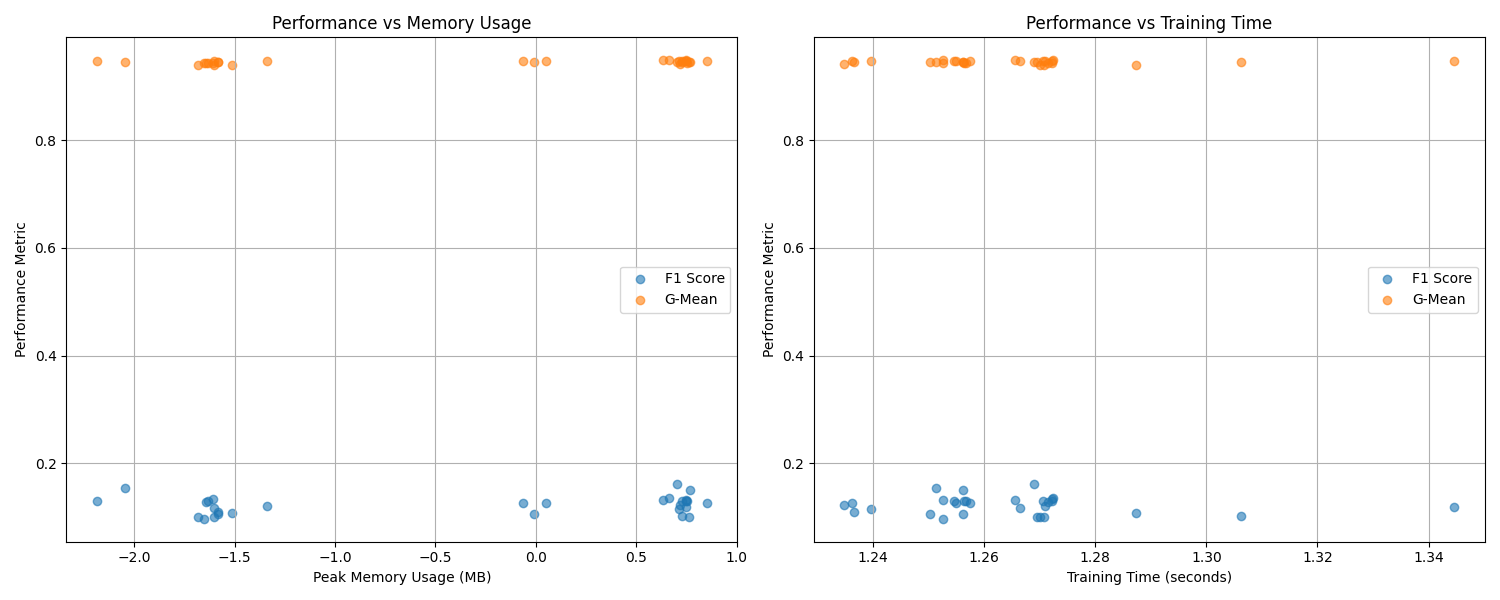 Performance vs Memory Usage
Performance Metric
0.8
0.6
0.4
0.2
F1 Score
G-Mean
−2.0 −1.5 −1.0 −0.5 0.0 0.5 1.0
Peak Memory Usage (MB)
Performance vs Training Time
Performance Metric
0.8
0.6
0.4
0.2
F1 Score
G-Mean
1.24 1.26 1.28 1.30 1.32 1.34
Training Time (seconds)